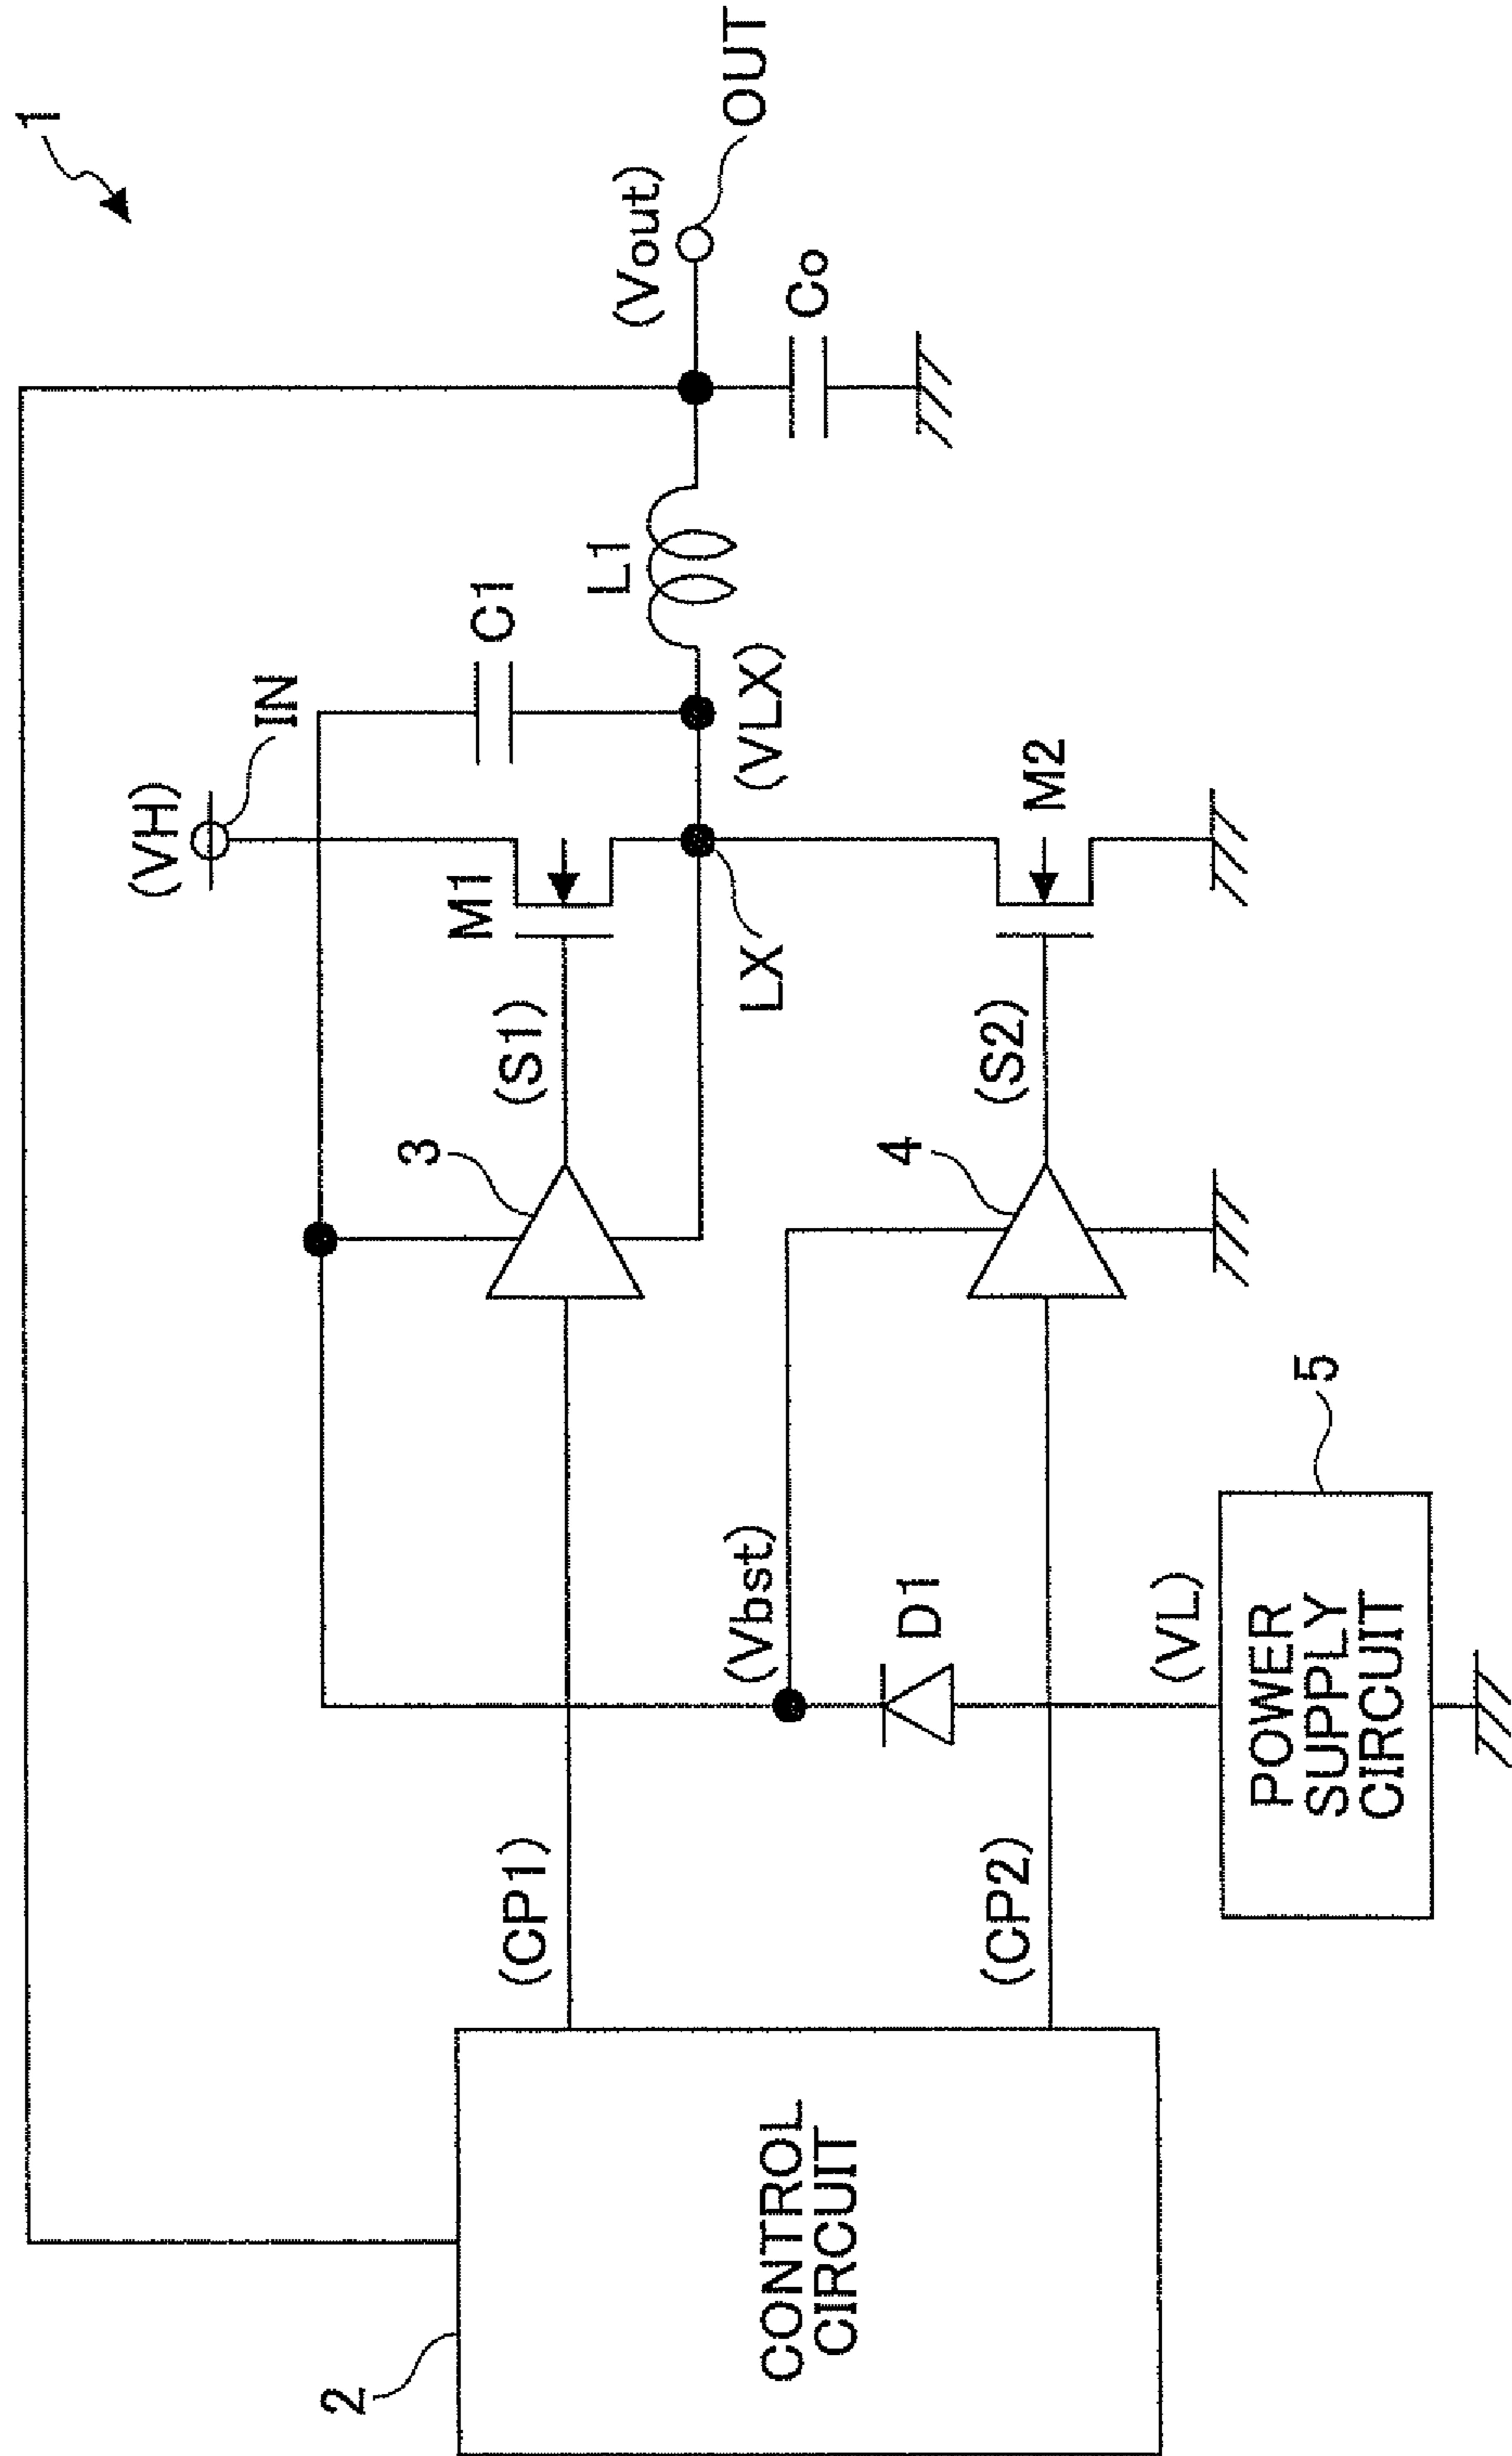 1
(VH)
IN
C1
L1
(Vout)
OUT
Co
M1
(S1)
3
LX
(VLX)
M2
(S2)
4
(CP1)
(Vbst)
D1
(CP2)
(VL)
2
CONTROL
CIRCUIT
5
POWER
SUPPLY
CIRCUIT